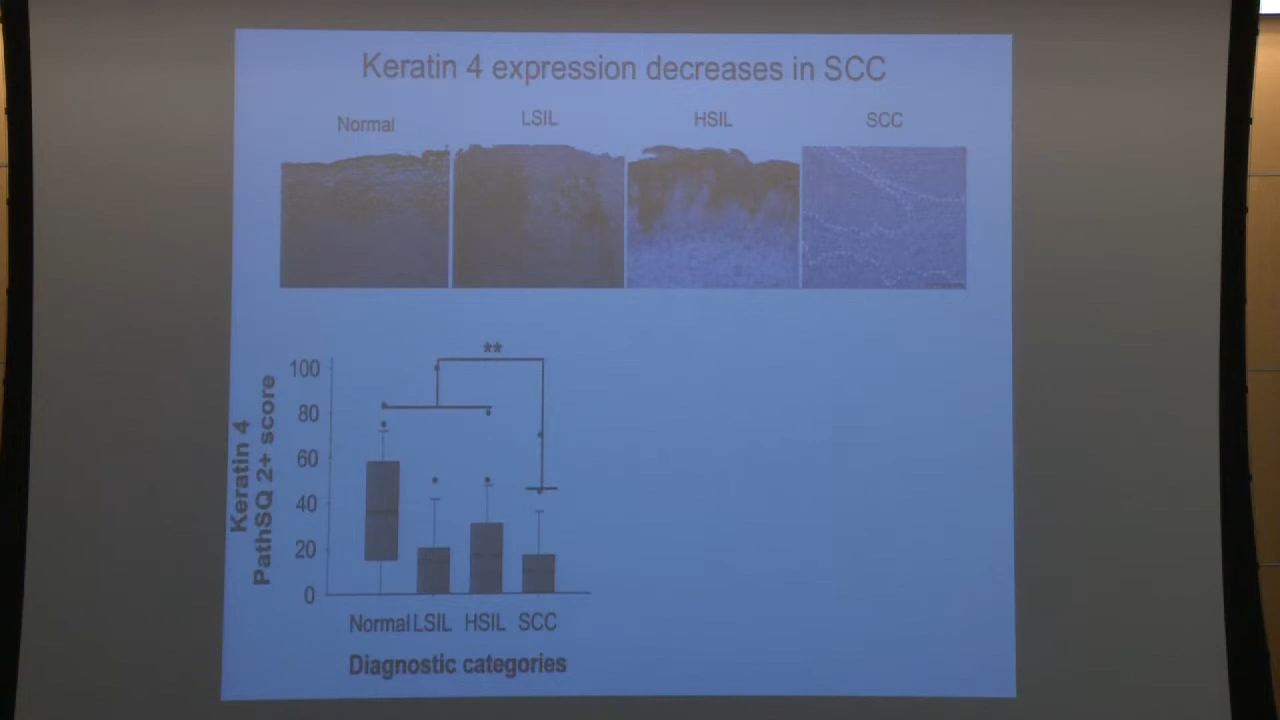 Keratin 4 expression decreases in SCC
Normal LSIL HSIL SCC
**
100
80
60
40
20
0
Keratin 4
PathSQ 2+ score
Normal LSIL HSIL SCC
Diagnostic categories